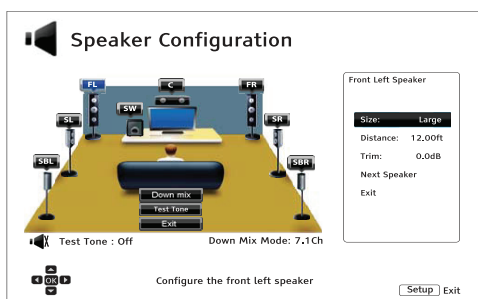 Speaker Configuration
FL
C
FR
SW
SL
SR
SBL
SBR
Down mix
Test Tone
Exit
Test Tone : Off
Down Mix Mode: 7.1Ch
Front Left Speaker
Size: Large
Distance: 12.00ft
Trim: 0.0dB
Next Speaker
Exit
OK
Configure the front left speaker
Setup Exit